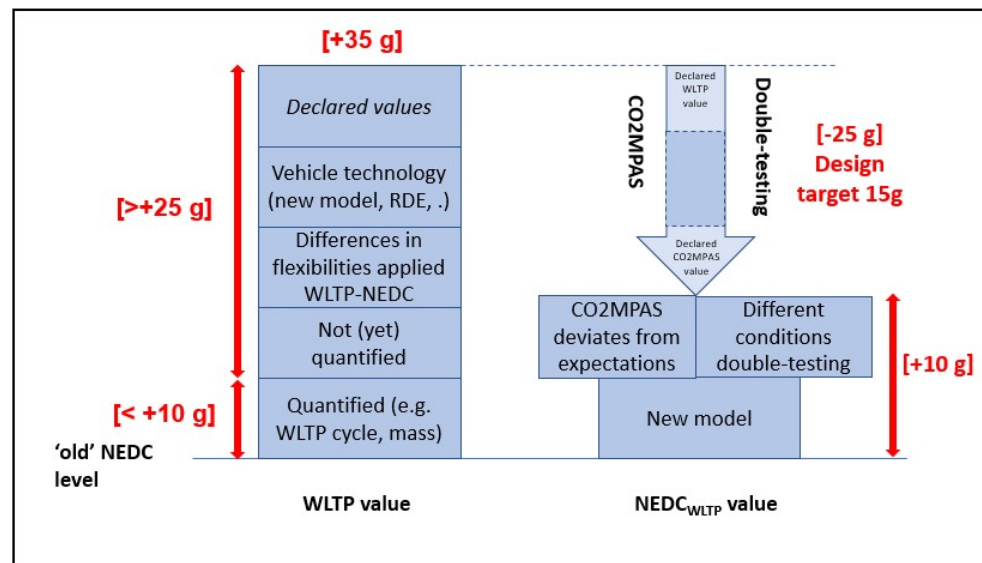 [+35 g]
Declared values
Vehicle technology
(new model, RDE, .)
Differences in
flexibilities applied
WLTP-NEDC
Not (yet)
quantified
Quantified (e.g.
WLTP cycle, mass)
[>+25 g]
[< +10 g]
'old' NEDC
level
WLTP value
CO2MPAS
Declared
WLTP
value
Double-testing
Declared
CO2MPAS
value
[-25 g]
Design
target 15g
CO2MPAS
deviates from
expectations
Different
conditions
double-testing
New model
[+10 g]
NEDCWLTP value